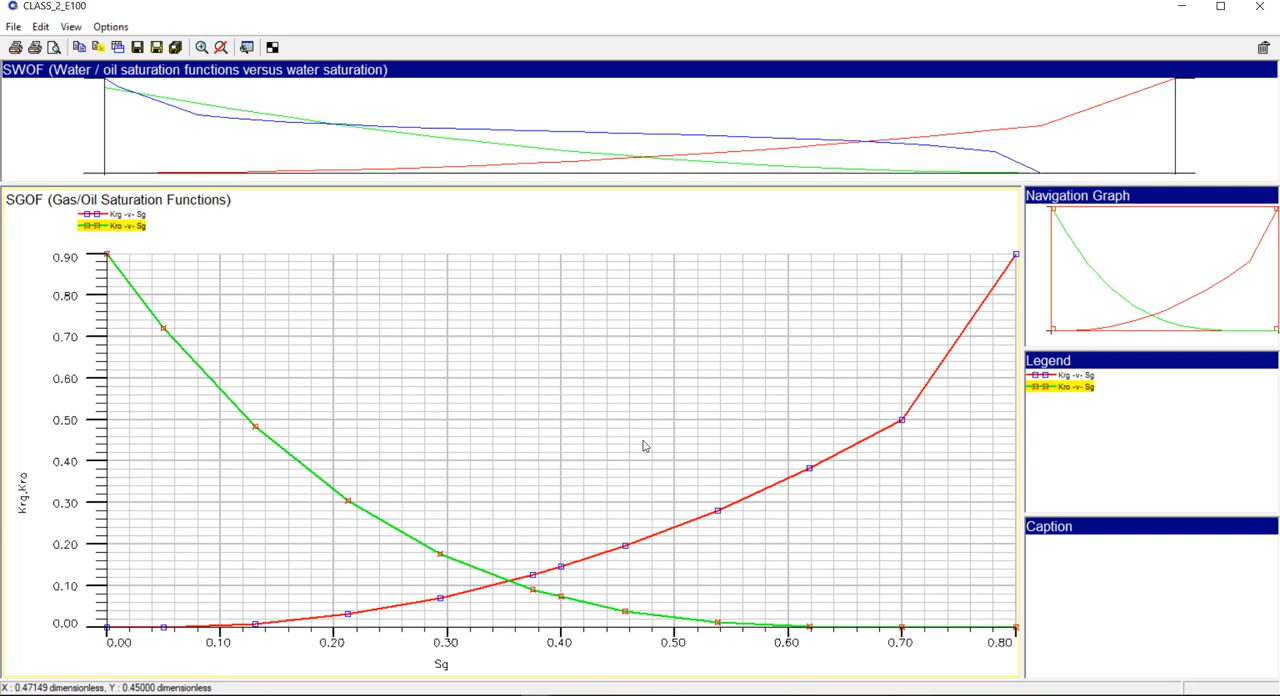 CLASS_2_E100
File Edit View Options
SWOF (Water / oil saturation functions versus water saturation)
SGOF (Gas/Oil Saturation Functions)
Krg -v- Sg
Kro -v- Sg
0.90
0.80
0.70
0.60
0.50
0.40
0.30
0.20
0.10
0.00
Krg,Kro
0.00 0.10 0.20 0.30 0.40 0.50 0.60 0.70 0.80
Sg
Navigation Graph
Legend
Krg -v- Sg
Kro -v- Sg
Caption
X : 0.47149 dimensionless, Y : 0.45000 dimensionless